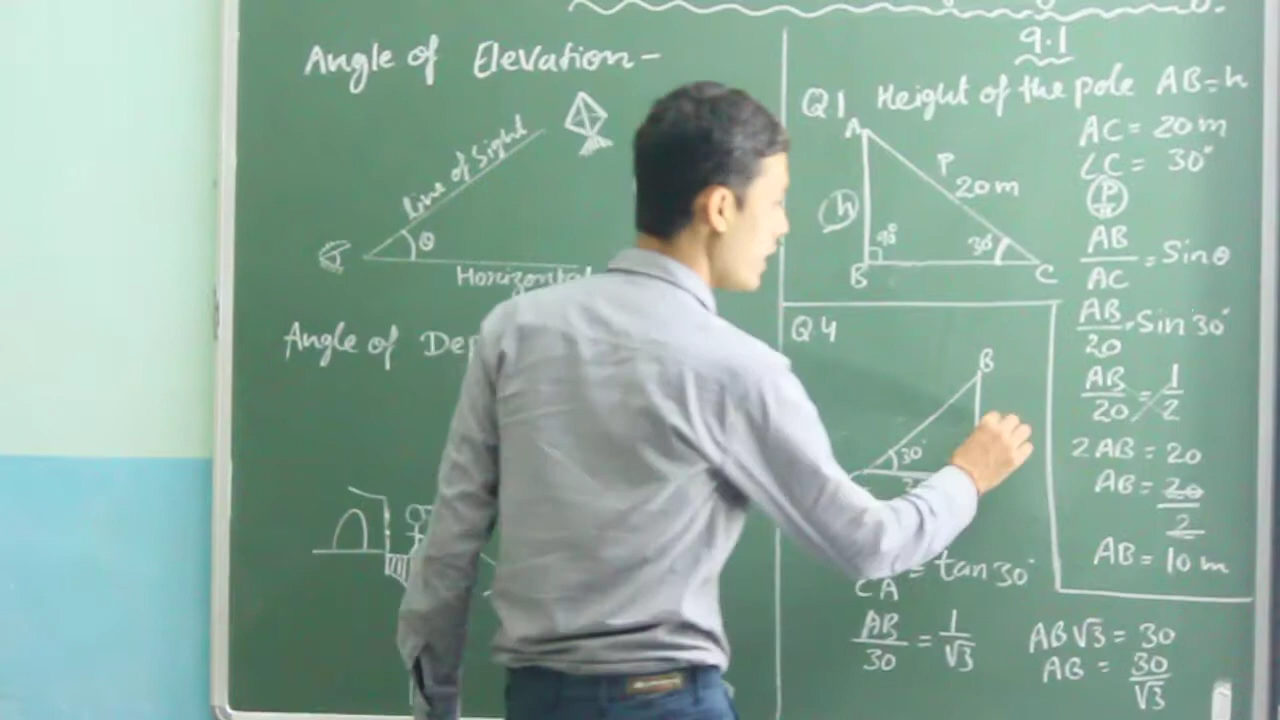 Angle of Elevation -
Line of Sight
θ
Horizontal
Angle of Dep
9.1
Q1 Height of the pole AB = h
A
P
20m
h
90°
30°
B
C
AC = 20m
∠C = 30°
AB/AC = Sinθ
AB/20 = Sin 30°
AB/20 = 1/2
2AB = 20
AB = 20/2
AB = 10 m
Q.4
B
30°
CA = tan 30°
AB/30 = 1/√3
AB√3 = 30
AB = 30/√3